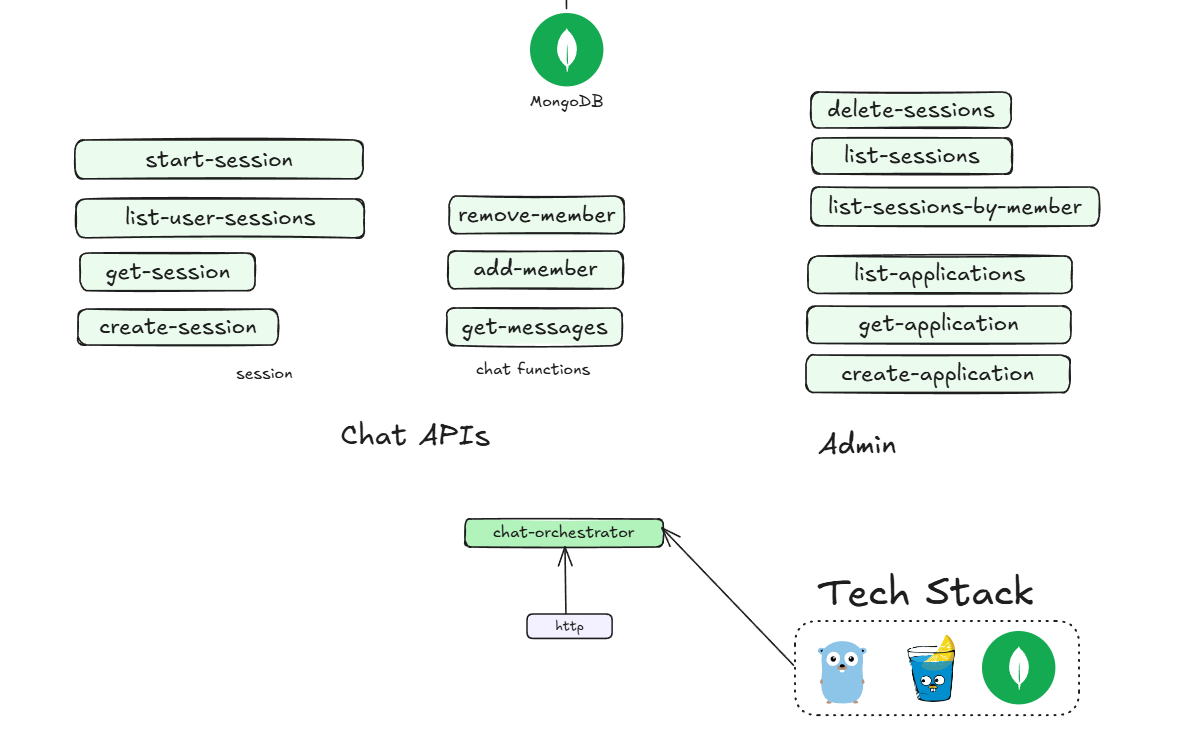 MongoDB
start-session
list-user-sessions
get-session
create-session
session
remove-member
add-member
get-messages
chat functions
Chat APIs
delete-sessions
list-sessions
list-sessions-by-member
list-applications
get-application
create-application
Admin
chat-orchestrator
http
Tech Stack